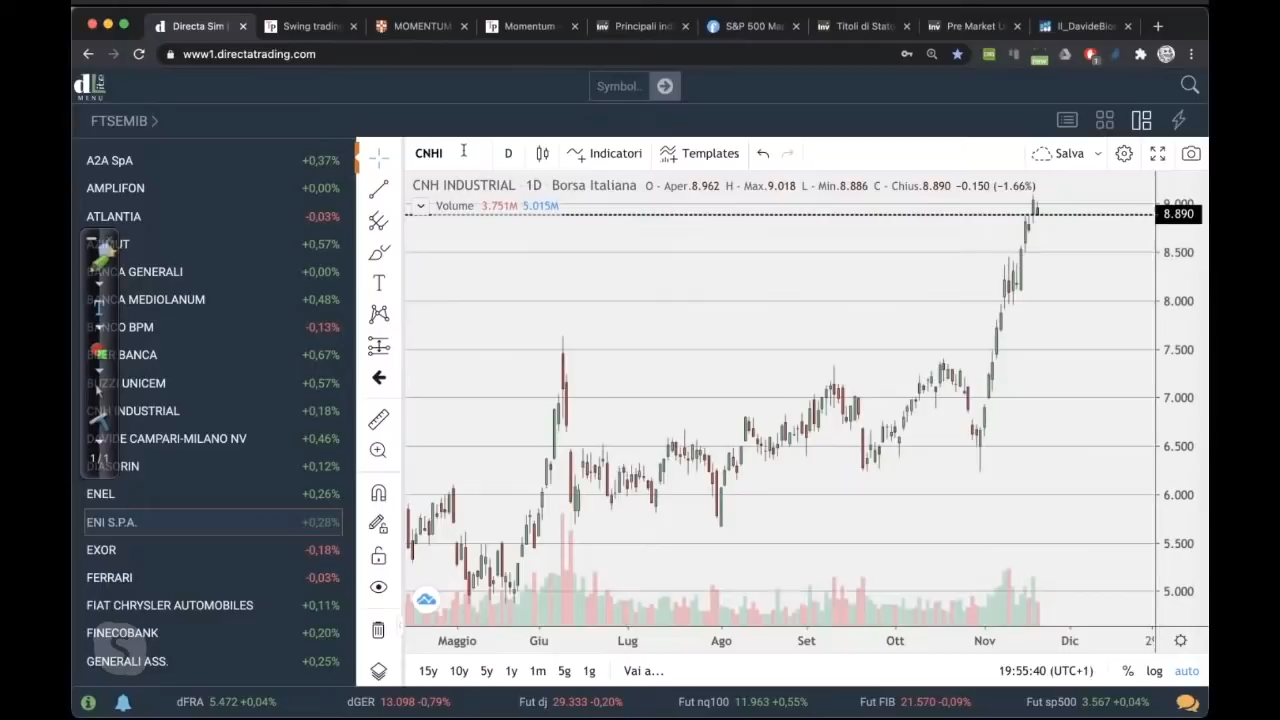 Directa Sim |
Swing trading
MOMENTUM
Momentum
Principali ind
S&P 500 Ma
Titoli di Stato
Pre Market U
Il_DavideBio
www1.directatrading.com
MENU
Symbol..
FTSEMIB
A2A SpA +0,37%
AMPLIFON +0,00%
ATLANTIA -0,03%
+0,57%
GENERALI +0,00%
MEDIOLANUM +0,48%
BPM -0,13%
BANCA +0,67%
UNICEM +0,57%
INDUSTRIAL +0,18%
CAMPARI-MILANO NV +0,46%
+0,12%
ENEL +0,26%
ENI S.P.A. +0,28%
EXOR -0,18%
FERRARI -0,03%
FIAT CHRYSLER AUTOMOBILES +0,11%
FINECOBANK +0,20%
GENERALI ASS. +0,25%
1/1
CNHI D Indicatori Templates Salva
CNH INDUSTRIAL · 1D · Borsa Italiana O - Aper.8.962 H - Max.9.018 L - Min.8.886 C - Chius.8.890 -0.150 (-1.66%)
Volume 3.751M 5.015M
9.000
8.890
8.500
8.000
7.500
7.000
6.500
6.000
5.500
5.000
Maggio Giu Lug Ago Set Ott Nov Dic
15y 10y 5y 1y 1m 5g 1g Vai a... 19:55:40 (UTC+1) % log auto
dFRA 5.472 +0,04% dGER 13.098 -0,79% Fut dj 29.333 -0,20% Fut nq100 11.963 +0,55% Fut FIB 21.570 -0,09% Fut sp500 3.567 +0,04%